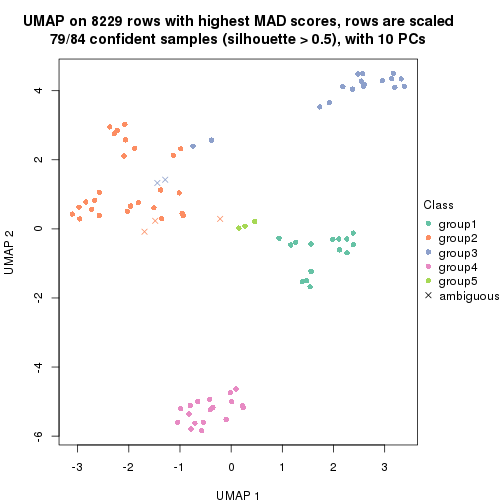 UMAP on 8229 rows with highest MAD scores, rows are scaled
79/84 confident samples (silhouette > 0.5), with 10 PCs
4
2
0
-2
-4
-6
UMAP 2
-3 -2 -1 0 1 2 3
UMAP 1
Class
group1
group2
group3
group4
group5
ambiguous